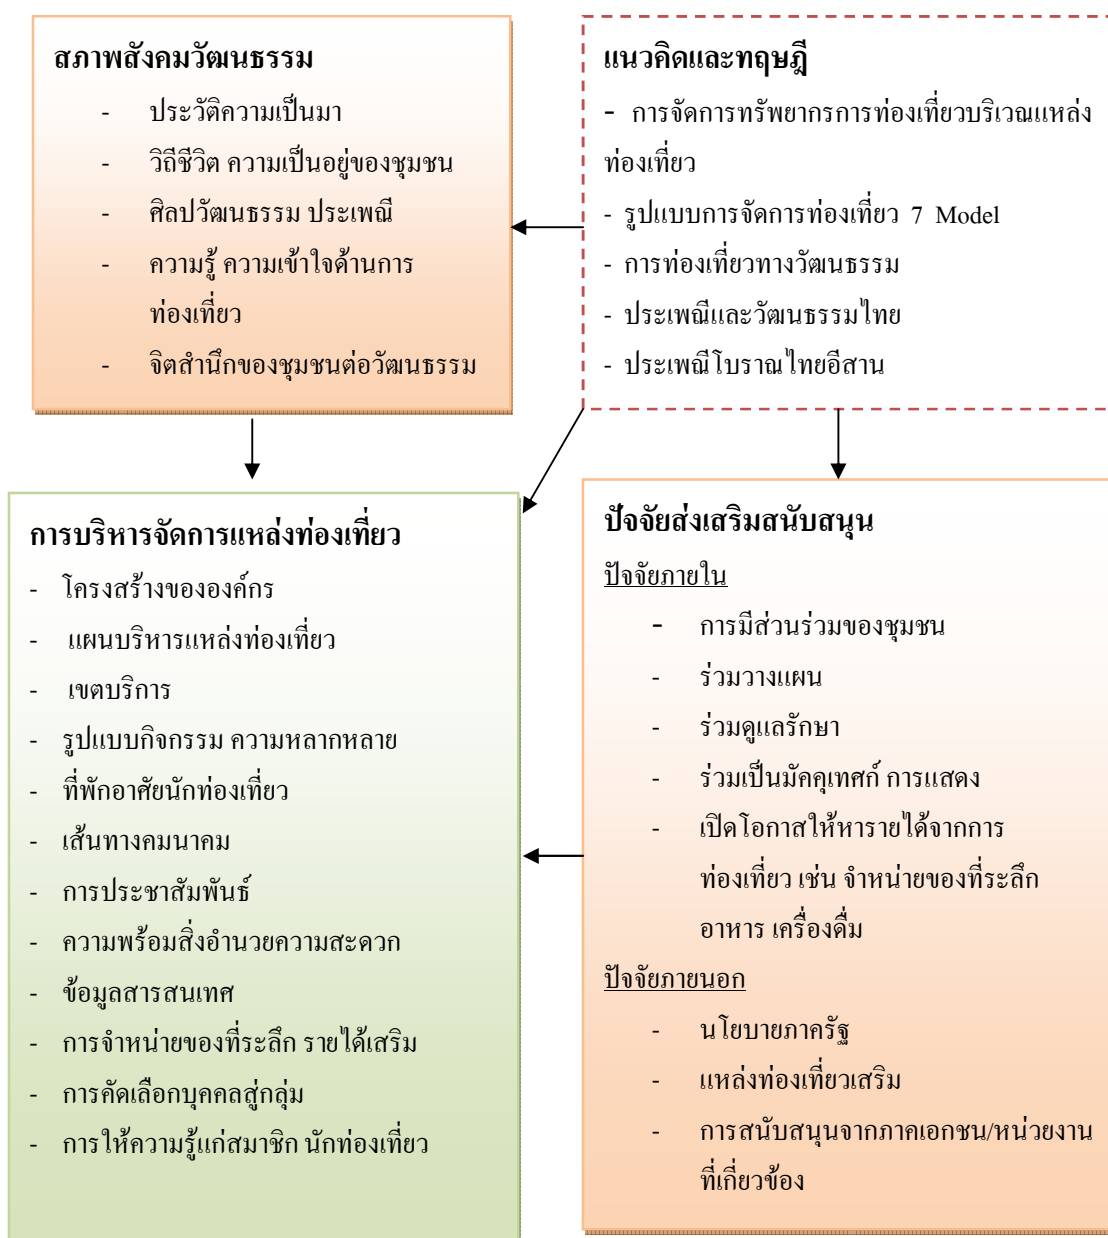 สภาพสังคมวัฒนธรรม
- ประวัติความเป็นมา
- วิถีชีวิต ความเป็นอยู่ของชุมชน
- ศิลปวัฒนธรรม ประเพณี
- ความรู้ ความเข้าใจด้านการ
ท่องเที่ยว
- จิตสำนึกของชุมชนต่อวัฒนธรรม
แนวคิดและทฤษฎี
- การจัดการทรัพยากรการท่องเที่ยวบริเวณแหล่ง
ท่องเที่ยว
- รูปแบบการจัดการท่องเที่ยว 7 Model
- การท่องเที่ยวทางวัฒนธรรม
- ประเพณีและวัฒนธรรมไทย
- ประเพณีโบราณไทยอีสาน
การบริหารจัดการแหล่งท่องเที่ยว
- โครงสร้างขององค์กร
- แผนบริหารแหล่งท่องเที่ยว
- เขตบริการ
- รูปแบบกิจกรรม ความหลากหลาย
- ที่พักอาศัยนักท่องเที่ยว
- เส้นทางคมนาคม
- การประชาสัมพันธ์
- ความพร้อมสิ่งอำนวยความสะดวก
- ข้อมูลสารสนเทศ
- การจำหน่ายของที่ระลึก รายได้เสริม
- การคัดเลือกบุคคลสู่กลุ่ม
- การให้ความรู้แก่สมาชิก นักท่องเที่ยว
ปัจจัยส่งเสริมสนับสนุน
ปัจจัยภายใน
- การมีส่วนร่วมของชุมชน
- ร่วมวางแผน
- ร่วมดูแลรักษา
- ร่วมเป็นมัคคุเทศก์ การแสดง
- เปิดโอกาสให้หารายได้จากการ
ท่องเที่ยว เช่น จำหน่ายของที่ระลึก
อาหาร เครื่องดื่ม
ปัจจัยภายนอก
- นโยบายภาครัฐ
- แหล่งท่องเที่ยวเสริม
- การสนับสนุนจากภาคเอกชน/หน่วยงาน
ที่เกี่ยวข้อง